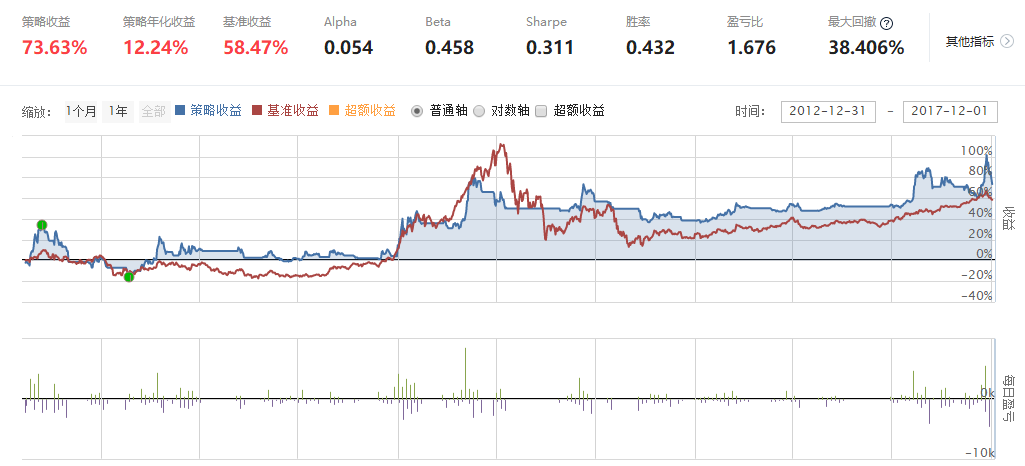 策略收益 策略年化收益 基准收益 Alpha Beta Sharpe 胜率 盈亏比 最大回撤 ?
73.63% 12.24% 58.47% 0.054 0.458 0.311 0.432 1.676 38.406% 其他指标
缩放: 1个月 1年 全部 策略收益 基准收益 超额收益 普通轴 对数轴 超额收益 时间: 2012-12-31 - 2017-12-01
100%
80%
60%
40%
20%
0%
-20%
-40%
收益
0k
-10k
每日盈亏